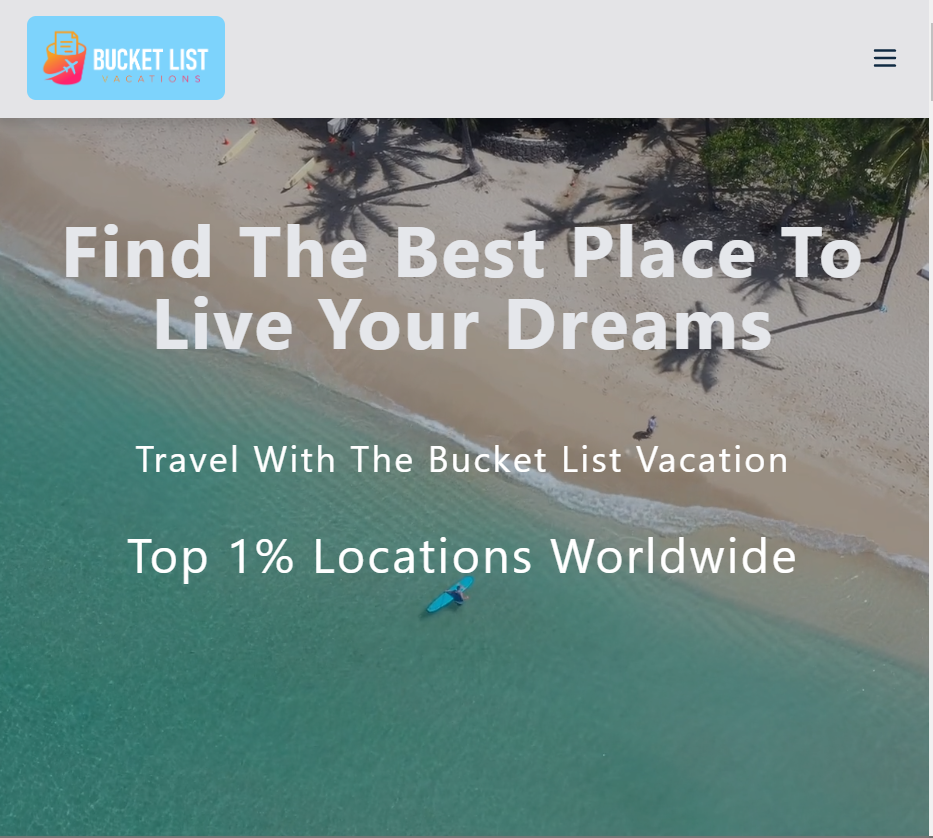 BUCKET LIST
VACATIONS
Find The Best Place To
Live Your Dreams
Travel With The Bucket List Vacation
Top 1% Locations Worldwide